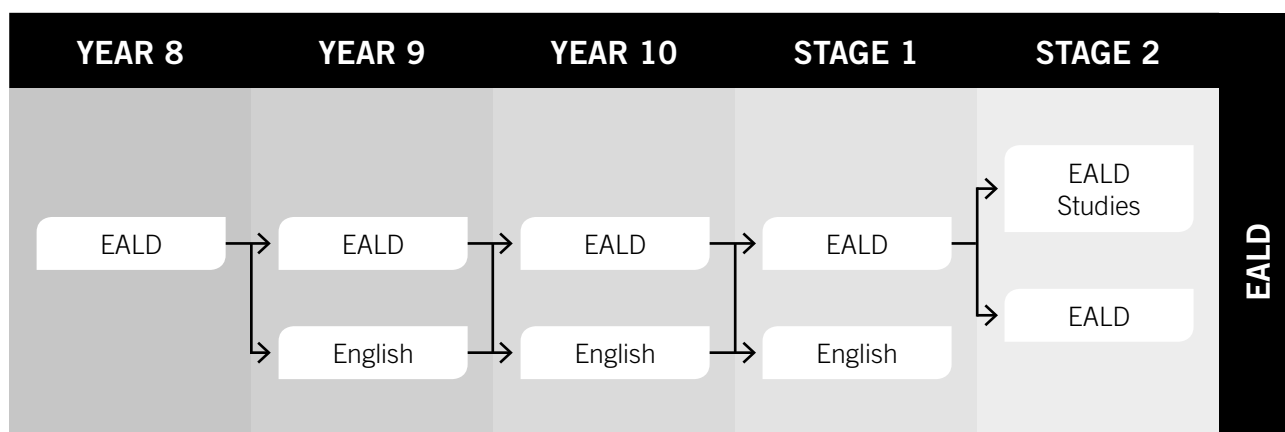 YEAR 8
YEAR 9
YEAR 10
STAGE 1
STAGE 2
EALD
Studies
EALD
EALD
EALD
EALD
EALD
English
English
English
EALD